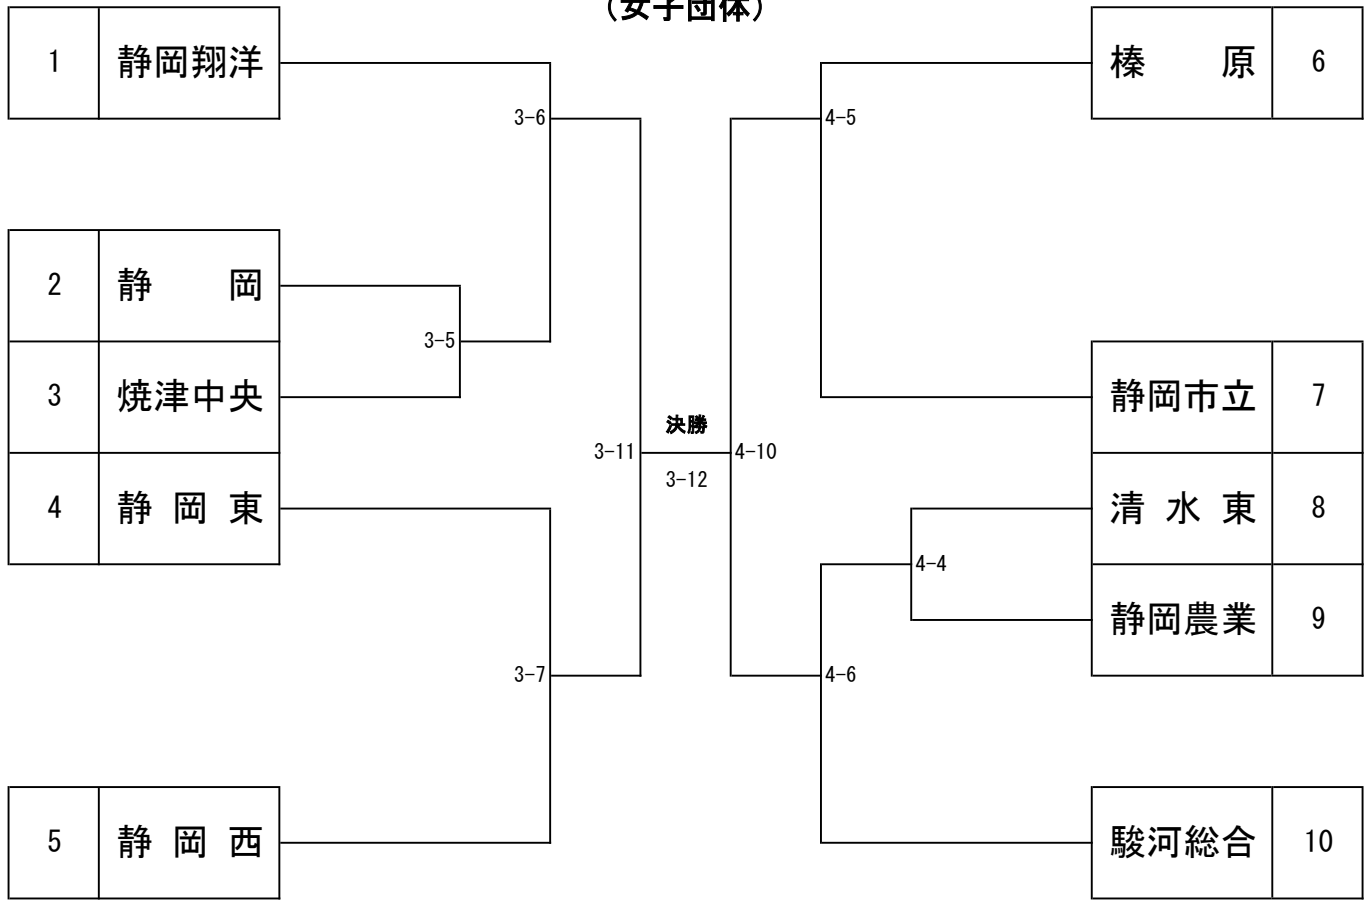 （女子団体）
1 静岡翔洋
榛　　原 6
3-6
4-5
2 静　　岡
3-5
3 焼津中央
静岡市立 7
決勝
3-11
4-10
3-12
4 静 岡 東
清 水 東 8
4-4
静岡農業 9
3-7
4-6
5 静 岡 西
駿河総合 10